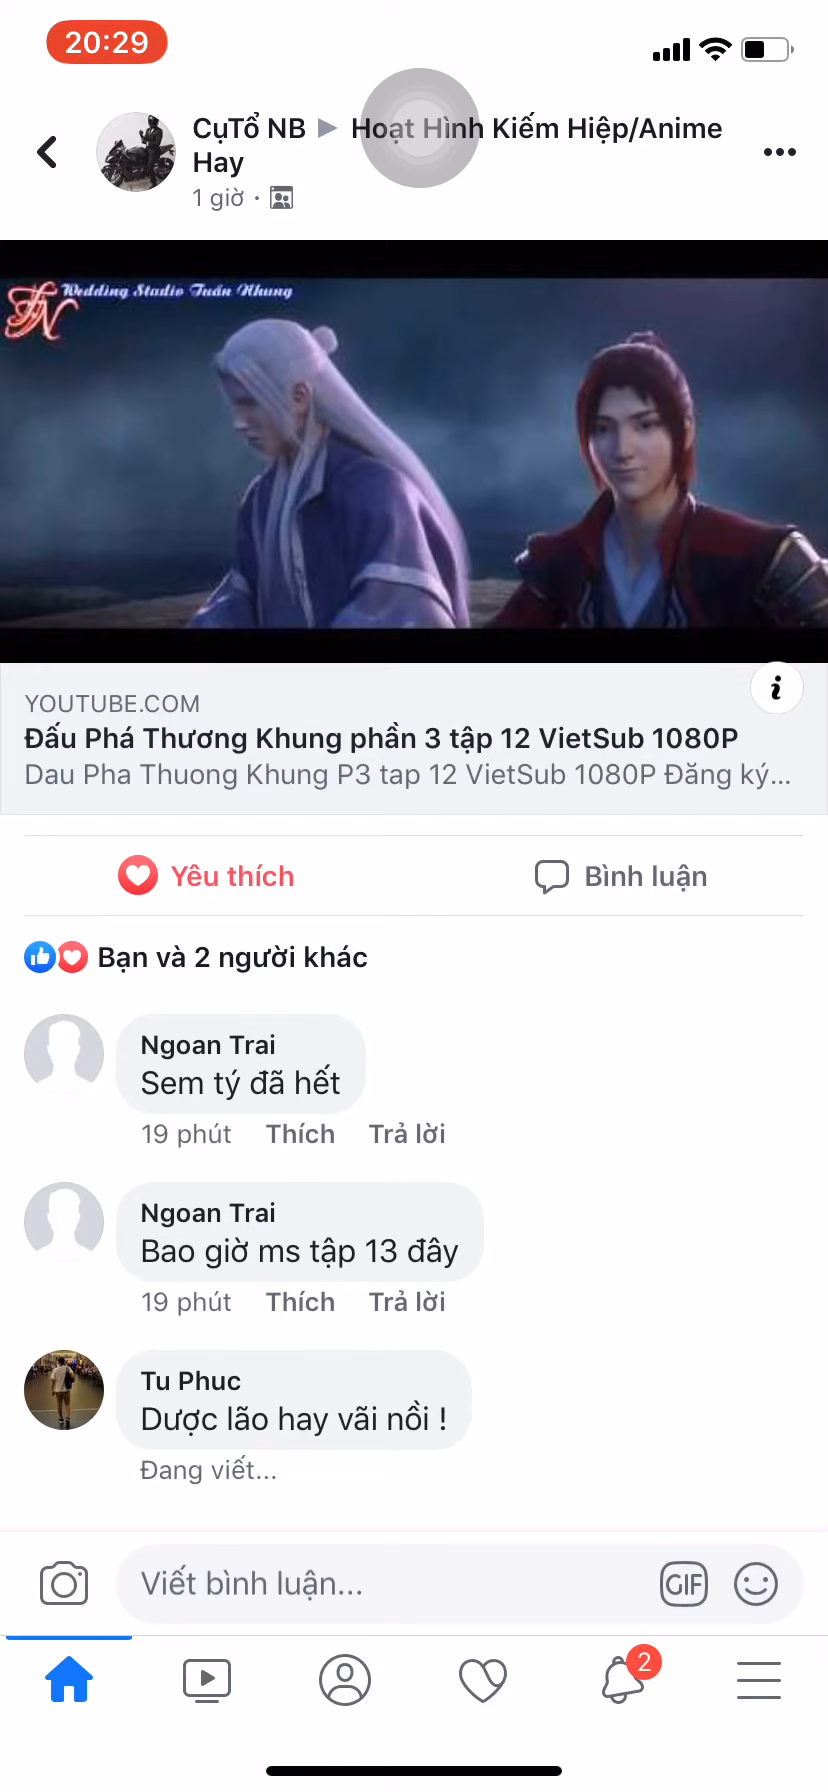 20:29
CụTổ NB ▶ Hoạt Hình Kiếm Hiệp/Anime
Hay
1 giờ ·
Wedding Studio Tuấn Nhung
YOUTUBE.COM
Đấu Phá Thương Khung phần 3 tập 12 VietSub 1080P
Dau Pha Thuong Khung P3 tap 12 VietSub 1080P Đăng ký...
Yêu thích
Bình luận
Bạn và 2 người khác
Ngoan Trai
Sem tý đã hết
19 phút Thích Trả lời
Ngoan Trai
Bao giờ ms tập 13 đây
19 phút Thích Trả lời
Tu Phuc
Dược lão hay vãi nồi !
Đang viết...
Viết bình luận...
GIF
2